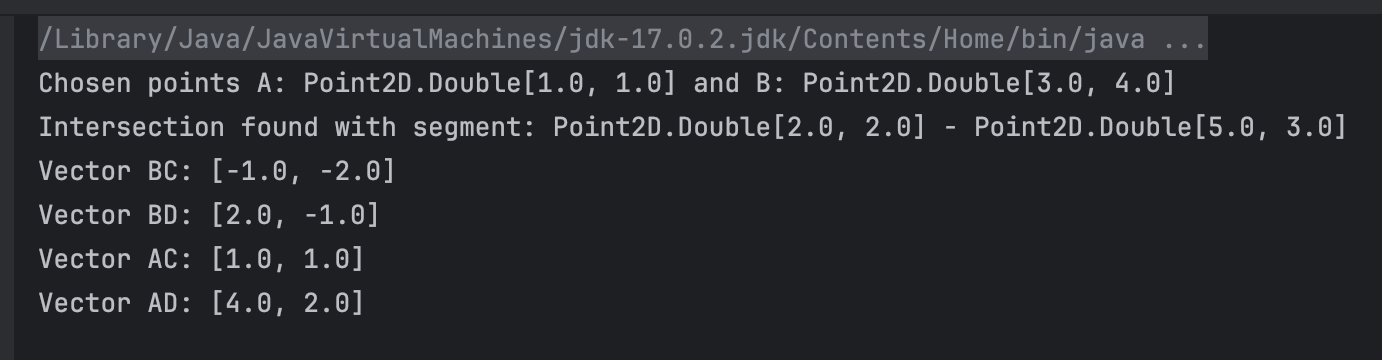 /Library/Java/JavaVirtualMachines/jdk-17.0.2.jdk/Contents/Home/bin/java ...
Chosen points A: Point2D.Double[1.0, 1.0] and B: Point2D.Double[3.0, 4.0]
Intersection found with segment: Point2D.Double[2.0, 2.0] - Point2D.Double[5.0, 3.0]
Vector BC: [-1.0, -2.0]
Vector BD: [2.0, -1.0]
Vector AC: [1.0, 1.0]
Vector AD: [4.0, 2.0]